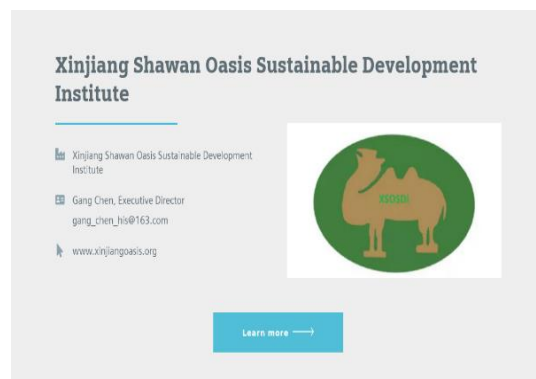 Xinjiang Shawan Oasis Sustainable Development
Institute
Xinjiang Shawan Oasis Sustainable Development
Institute
Gang Chen, Executive Director
gang_chen_his@163.com
www.xinjiangoasis.org
XSOSDI
Learn more